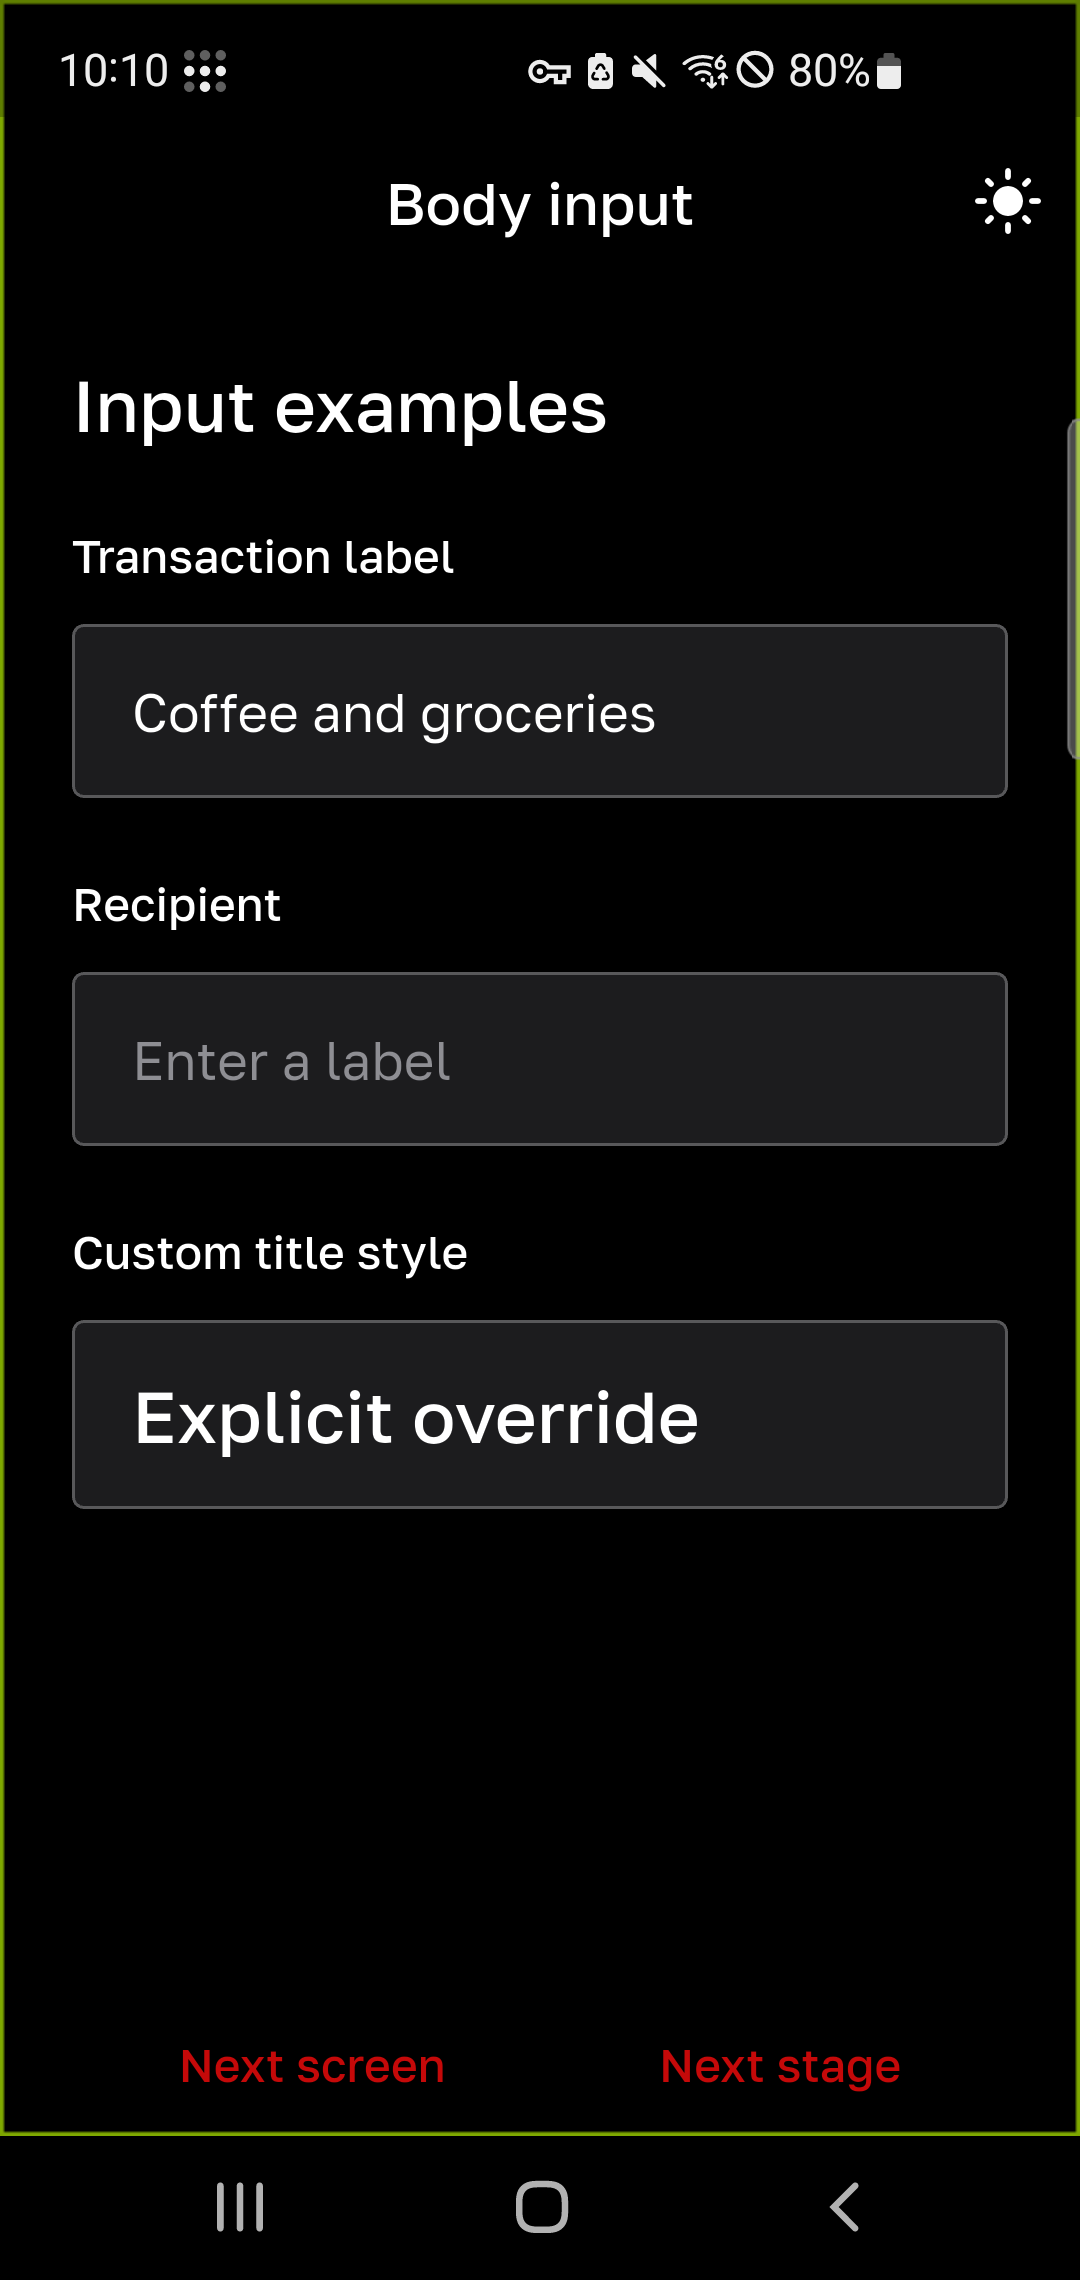 10:10 80%
Body input
Input examples
Transaction label
Coffee and groceries
Recipient
Enter a label
Custom title style
Explicit override
Next screen Next stage